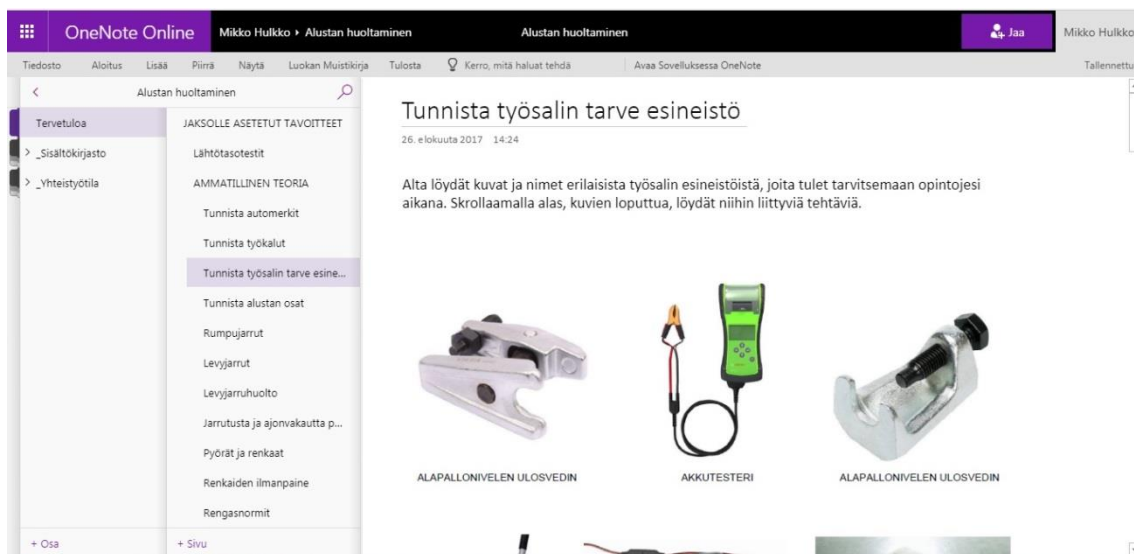 OneNote Online
Mikko Hulkko ▸ Alustan huoltaminen
Alustan huoltaminen
Jaa
Mikko Hulkko
Tiedosto Aloitus Lisää Piirrä Näytä Luokan Muistikirja Tulosta Kerro, mitä haluat tehdä Avaa Sovelluksessa OneNote Tallennettu
Alustan huoltaminen
Tervetuloa
_Sisältökirjasto
_Yhteistyötila
+ Osa
JAKSOLLE ASETETUT TAVOITTEET
Lähtötasotestit
AMMATILLINEN TEORIA
Tunnista automerkit
Tunnista työkalut
Tunnista työsalin tarve esine...
Tunnista alustan osat
Rumpujarrut
Levyjarrut
Levyjarruhuolto
Jarrutusta ja ajonvakautta p...
Pyörät ja renkaat
Renkaiden ilmanpaine
Rengasnormit
+ Sivu
Tunnista työsalin tarve esineistö
26. elokuuta 2017 14:24
Alta löydät kuvat ja nimet erilaisista työsalin esineistöistä, joita tulet tarvitsemaan opintojesi
aikana. Skrollaamalla alas, kuvien loputtua, löydät niihin liittyviä tehtäviä.
ALAPALLONIVELEN ULOSVEDIN
AKKUTESTERI
ALAPALLONIVELEN ULOSVEDIN